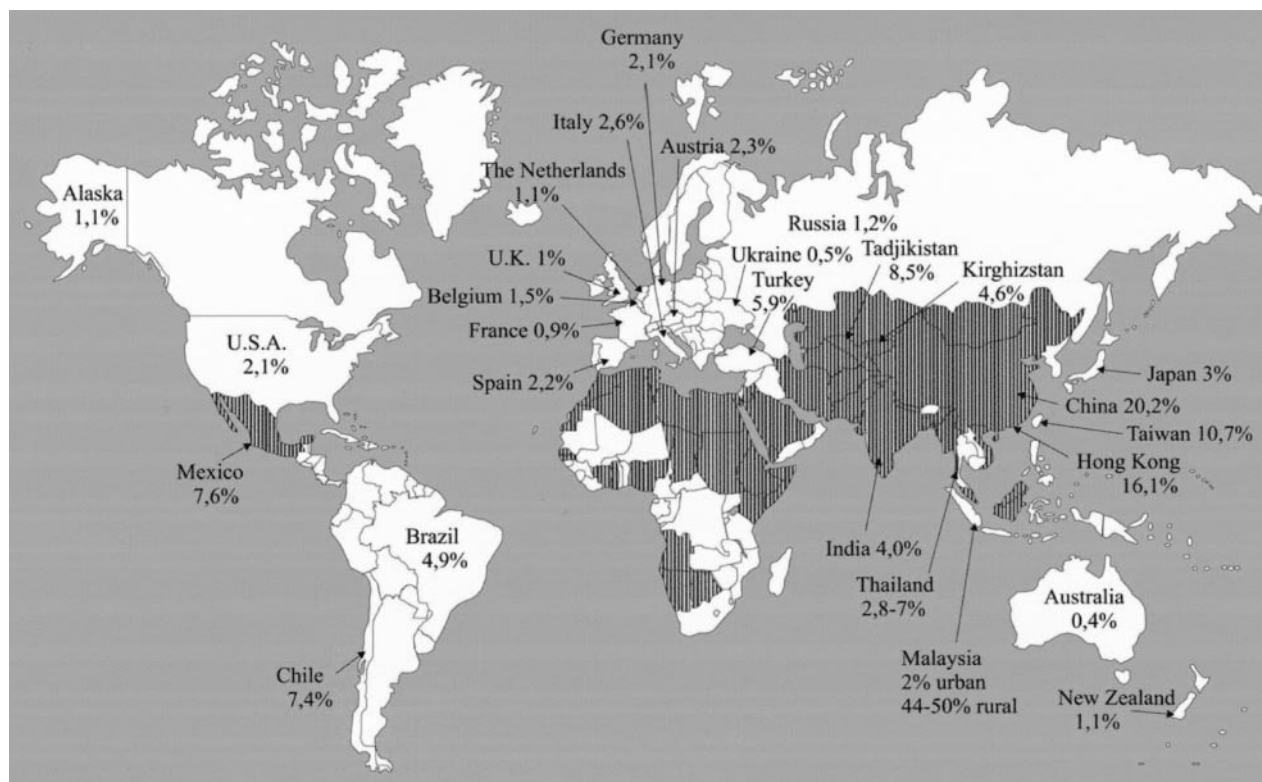 Germany
2,1%
Italy 2,6%
Austria 2,3%
The Netherlands
1,1%
Alaska
1,1%
Russia 1,2%
U.K. 1%
Ukraine 0,5%
Tadjikistan
8,5%
Kirghizstan
4,6%
Turkey
5,9%
Belgium 1,5%
France 0,9%
U.S.A.
2,1%
Spain 2,2%
Japan 3%
China 20,2%
Taiwan 10,7%
Hong Kong
16,1%
Mexico
7,6%
Brazil
4,9%
India 4,0%
Thailand
2,8-7%
Australia
0,4%
Malaysia
2% urban
44-50% rural
Chile
7,4%
New Zealand
1,1%